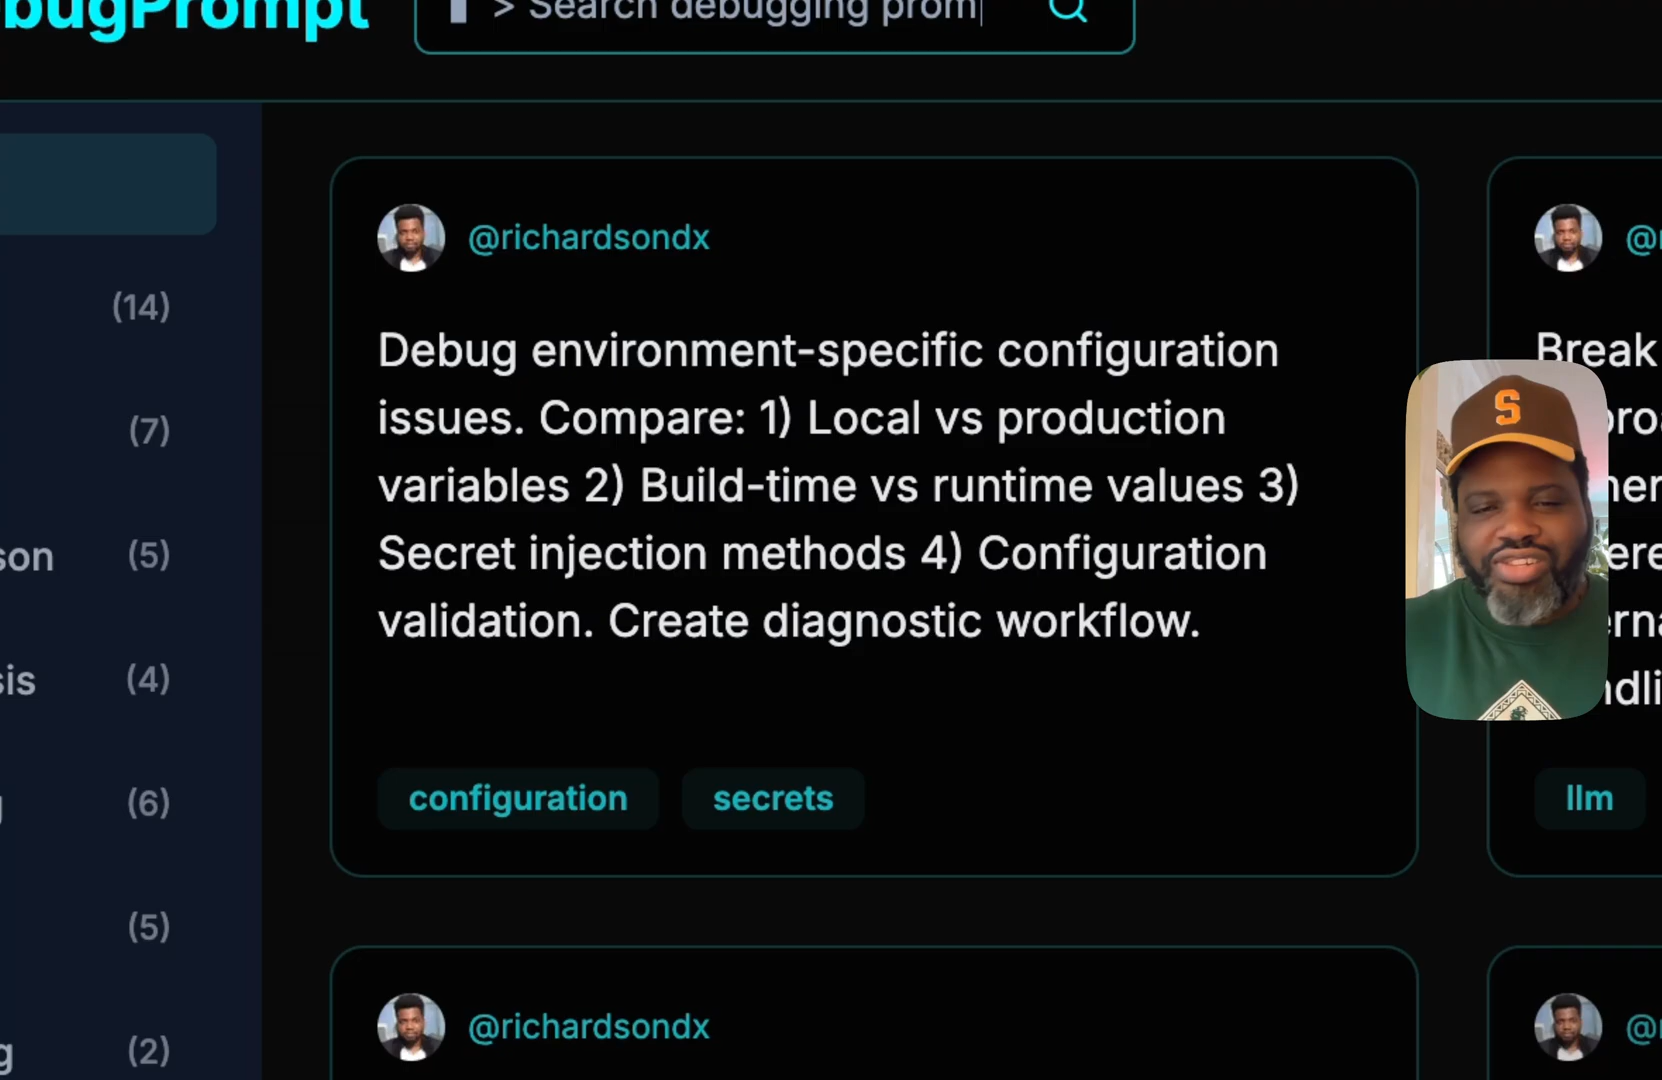 bugPrompt
> Search debugging prom
(14)
(7)
son (5)
sis (4)
g (6)
(5)
g (2)
@richardsondx
Debug environment-specific configuration
issues. Compare: 1) Local vs production
variables 2) Build-time vs runtime values 3)
Secret injection methods 4) Configuration
validation. Create diagnostic workflow.
configuration secrets
@richardsondx
Break
llm
S